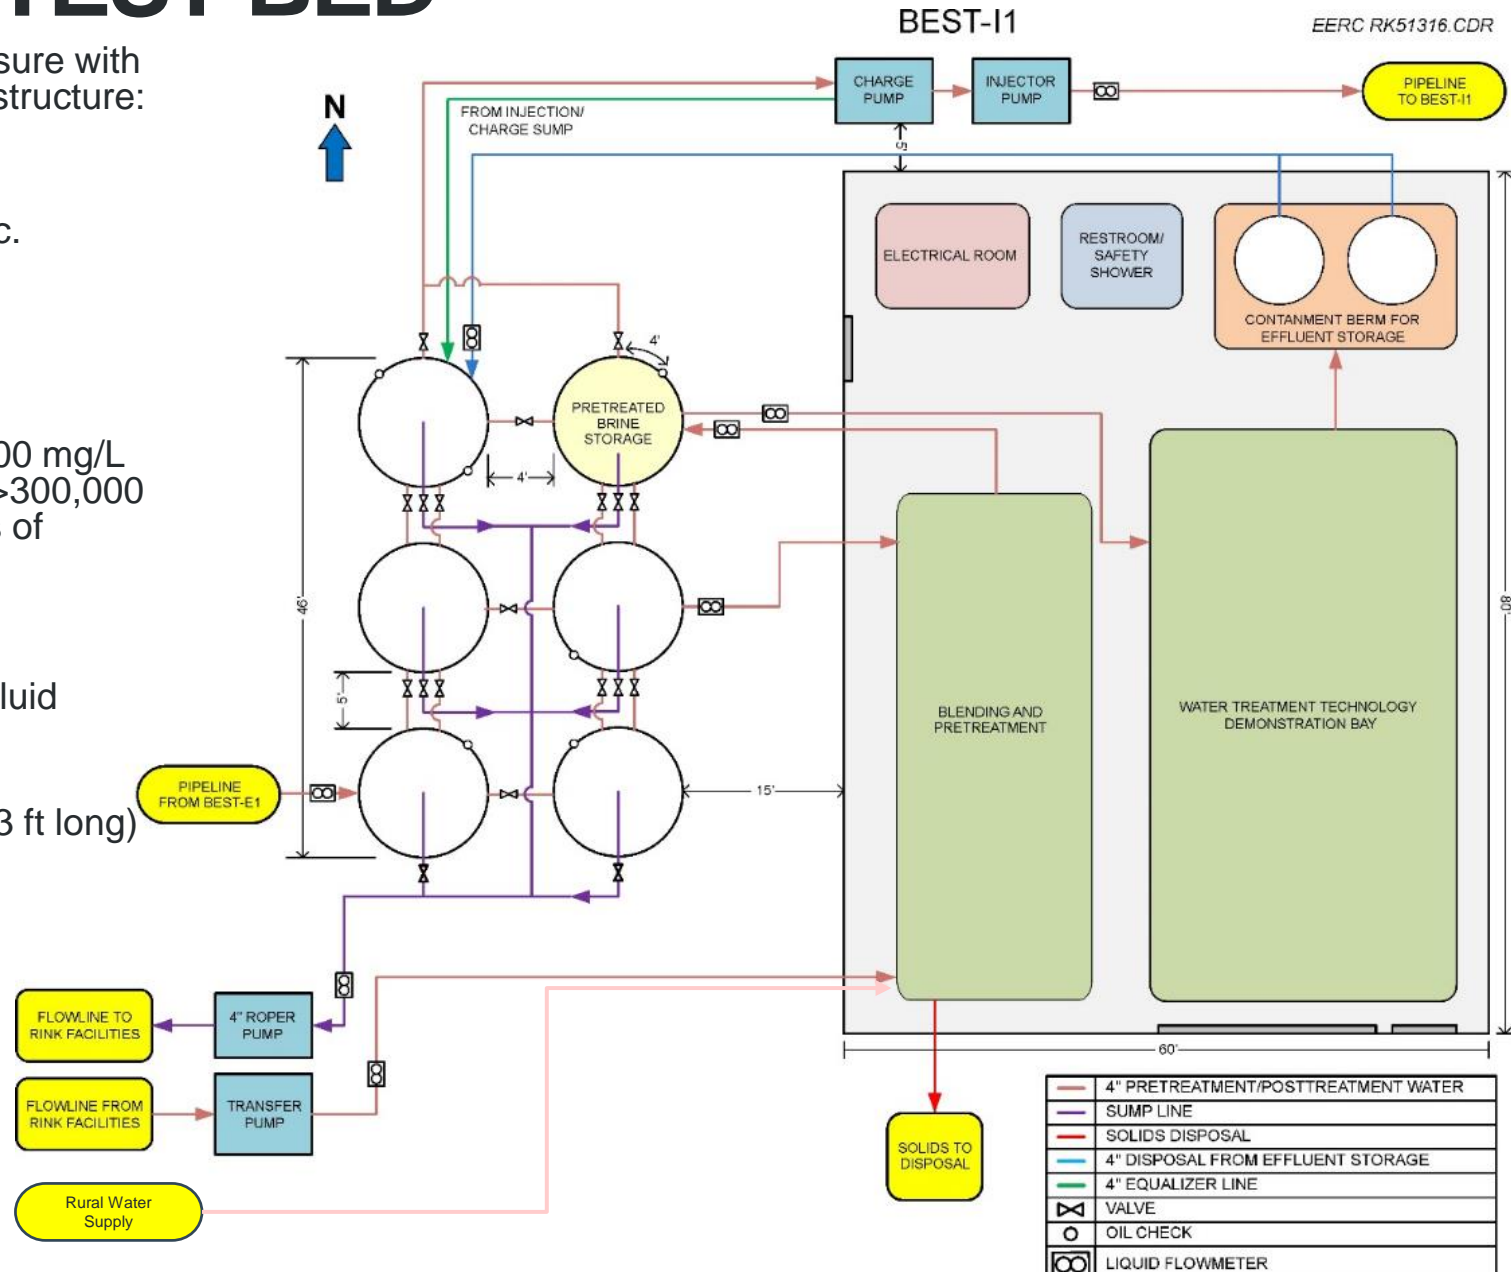 TEST BED
sure with
structure:
c.
00 mg/L
>300,000
s of
luid
3 ft long)
BEST-I1
EERC RK51316.CDR
N
FROM INJECTION/
CHARGE SUMP
CHARGE
PUMP
INJECTOR
PUMP
PIPELINE
TO BEST-I1
5'
ELECTRICAL ROOM
RESTROOM/
SAFETY
SHOWER
CONTANMENT BERM FOR
EFFLUENT STORAGE
4'
PRETREATED
BRINE
STORAGE
4'
46'
5'
80'
BLENDING AND
PRETREATMENT
WATER TREATMENT TECHNOLOGY
DEMONSTRATION BAY
PIPELINE
FROM BEST-E1
15'
FLOWLINE TO
RINK FACILITIES
4" ROPER
PUMP
60'
FLOWLINE FROM
RINK FACILITIES
TRANSFER
PUMP
SOLIDS TO
DISPOSAL
Rural Water
Supply
4" PRETREATMENT/POSTTREATMENT WATER
SUMP LINE
SOLIDS DISPOSAL
4" DISPOSAL FROM EFFLUENT STORAGE
4" EQUALIZER LINE
VALVE
OIL CHECK
LIQUID FLOWMETER